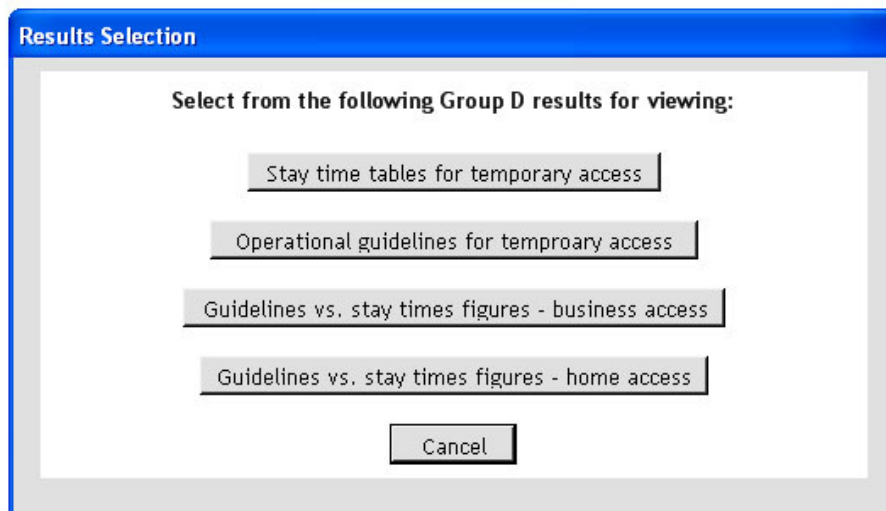 Results Selection
Select from the following Group D results for viewing:
Stay time tables for temporary access
Operational guidelines for temproary access
Guidelines vs. stay times figures - business access
Guidelines vs. stay times figures - home access
Cancel